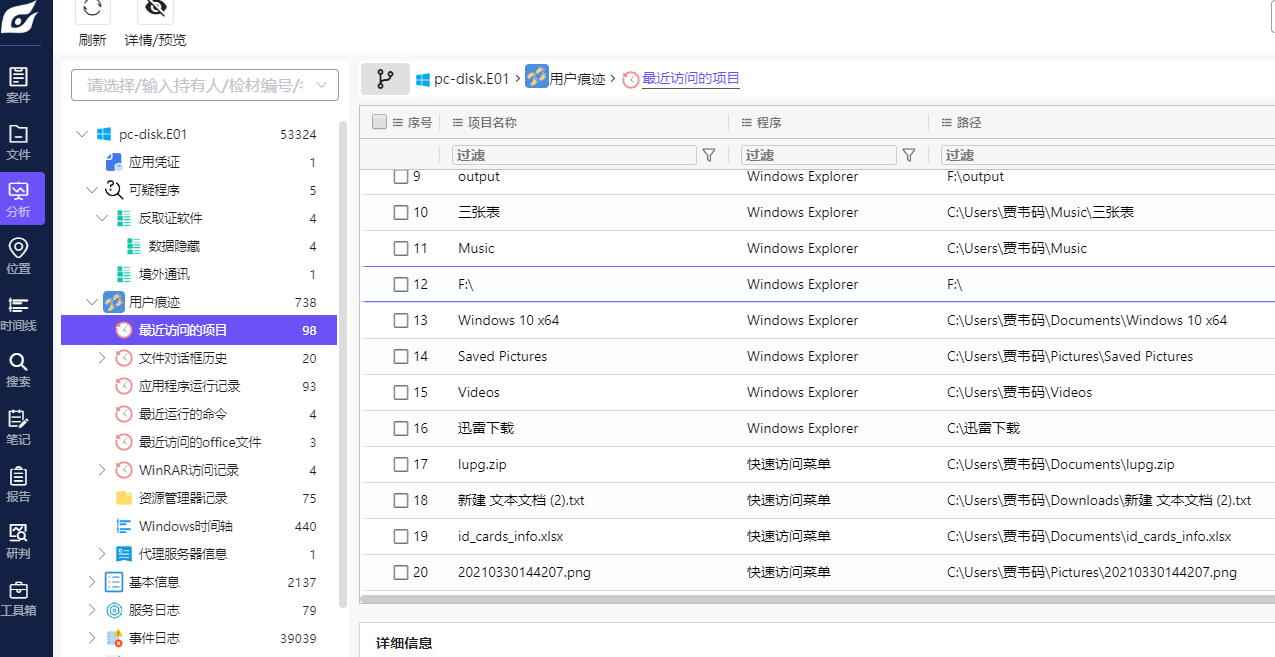 刷新 详情/预览
案件
文件
分析
位置
时间线
搜索
笔记
报告
研判
工具箱
请选择/输入持有人/检材编号/
pc-disk.E01 53324
应用凭证 1
可疑程序 5
反取证软件 4
数据隐藏 4
境外通讯 1
用户痕迹 738
最近访问的项目 98
文件对话框历史 20
应用程序运行记录 93
最近运行的命令 4
最近访问的office文件 3
WinRAR访问记录 4
资源管理器记录 75
Windows时间轴 440
代理服务器信息 1
基本信息 2137
服务日志 79
事件日志 39039
pc-disk.E01 › 用户痕迹 › 最近访问的项目
序号 项目名称 程序 路径
过滤 过滤 过滤
9 output Windows Explorer F:\output
10 三张表 Windows Explorer C:\Users\贾韦码\Music\三张表
11 Music Windows Explorer C:\Users\贾韦码\Music
12 F:\ Windows Explorer F:\
13 Windows 10 x64 Windows Explorer C:\Users\贾韦码\Documents\Windows 10 x64
14 Saved Pictures Windows Explorer C:\Users\贾韦码\Pictures\Saved Pictures
15 Videos Windows Explorer C:\Users\贾韦码\Videos
16 迅雷下载 Windows Explorer C:\迅雷下载
17 lupg.zip 快速访问菜单 C:\Users\贾韦码\Documents\lupg.zip
18 新建 文本文档 (2).txt 快速访问菜单 C:\Users\贾韦码\Downloads\新建 文本文档 (2).txt
19 id_cards_info.xlsx 快速访问菜单 C:\Users\贾韦码\Documents\id_cards_info.xlsx
20 20210330144207.png 快速访问菜单 C:\Users\贾韦码\Pictures\20210330144207.png
详细信息